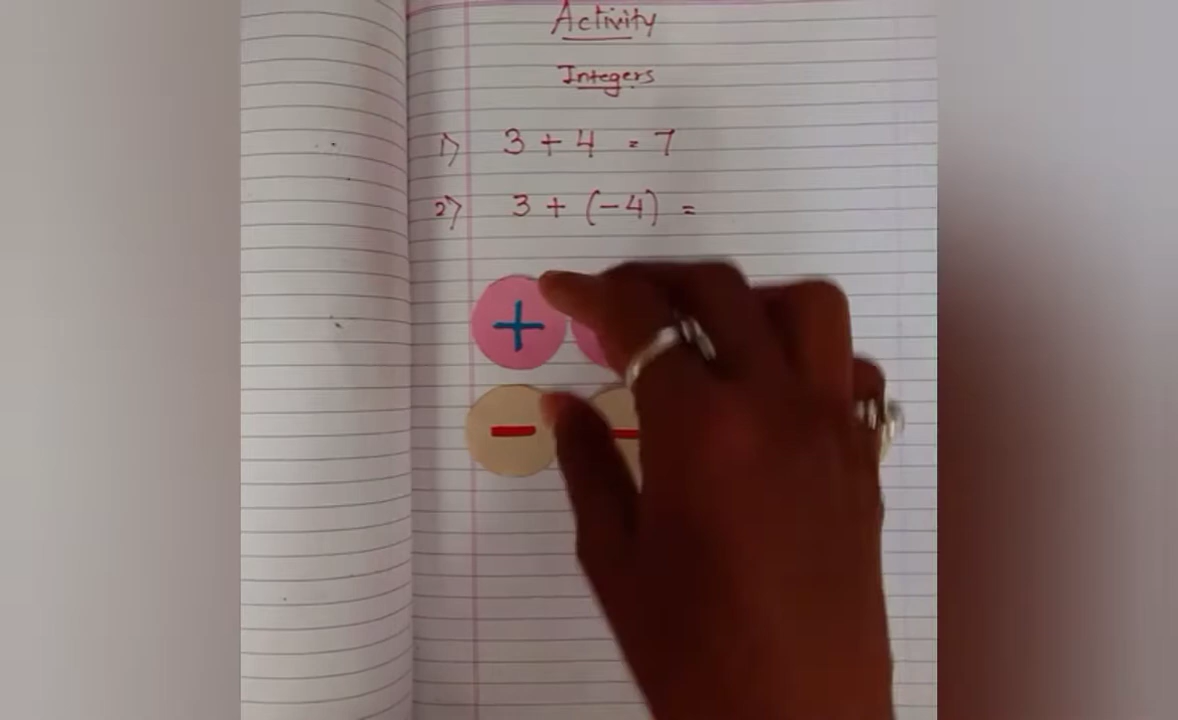 Activity
Integers
1) 3 + 4 = 7
2) 3 + (-4) =
+
- -